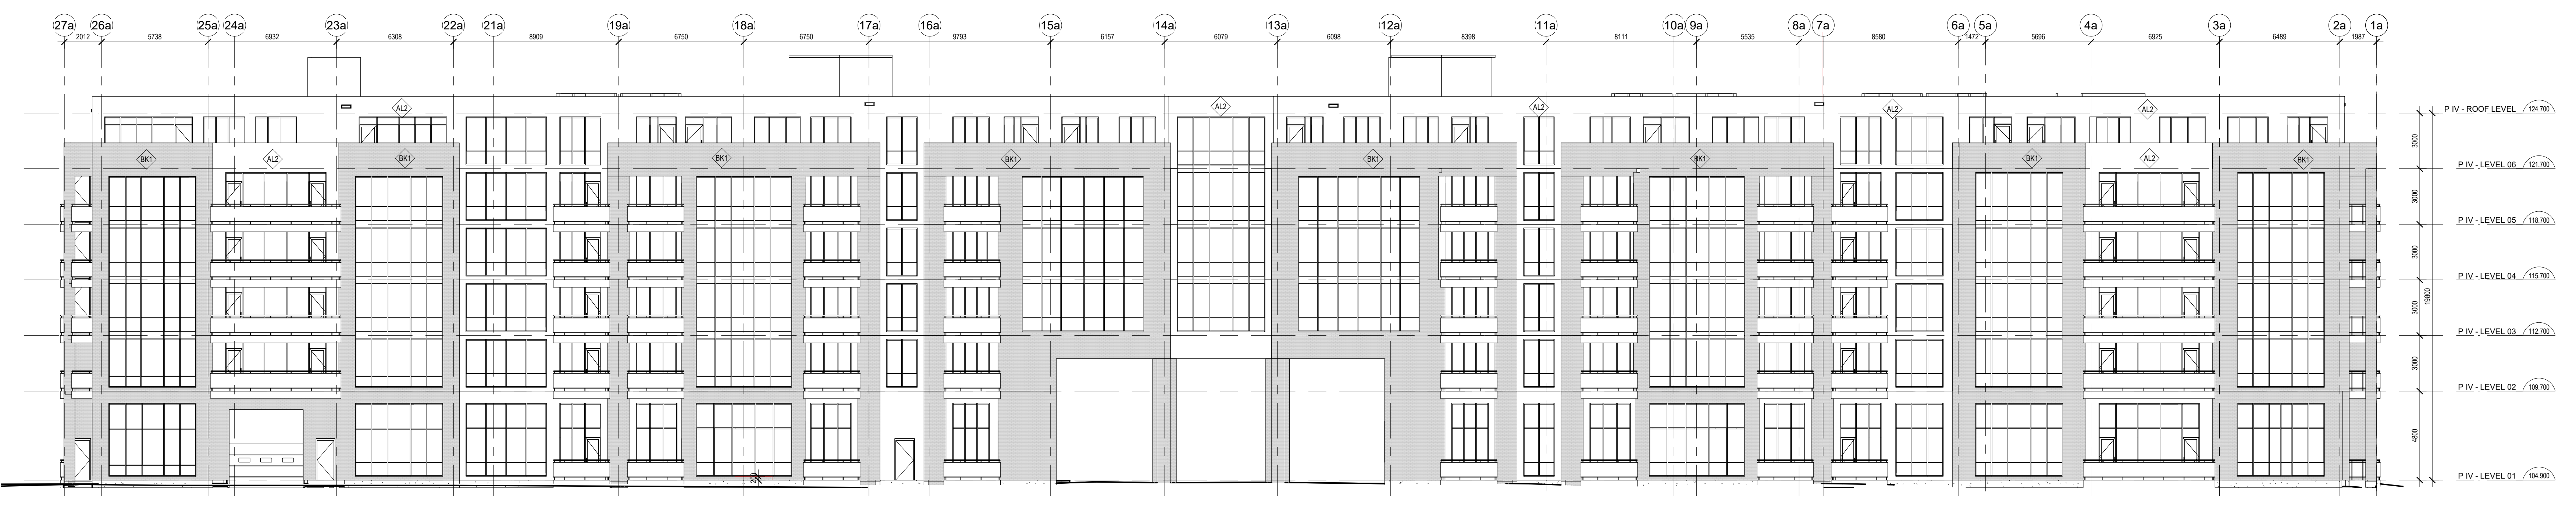 27a 26a 25a 24a 23a 22a 21a 19a 18a 17a 16a 15a 14a 13a 12a 11a 10a 9a 8a 7a 6a 5a 4a 3a 2a 1a
2012 5738 6932 6308 8909 6750 6750 9793 6157 6079 6098 8398 8111 5535 8580 1472 5696 6925 6489 1987
AL2 AL2 AL2 AL2 AL2
P IV - ROOF LEVEL 124.700
3000
BK1 AL2 BK1 BK1 BK1 BK1 BK1 BK1 AL2 BK1
P IV - LEVEL 06 121.700
3000
P IV - LEVEL 05 118.700
3000
P IV - LEVEL 04 115.700
3000 19800
P IV - LEVEL 03 112.700
3000
P IV - LEVEL 02 109.700
4800
P IV - LEVEL 01 104.900